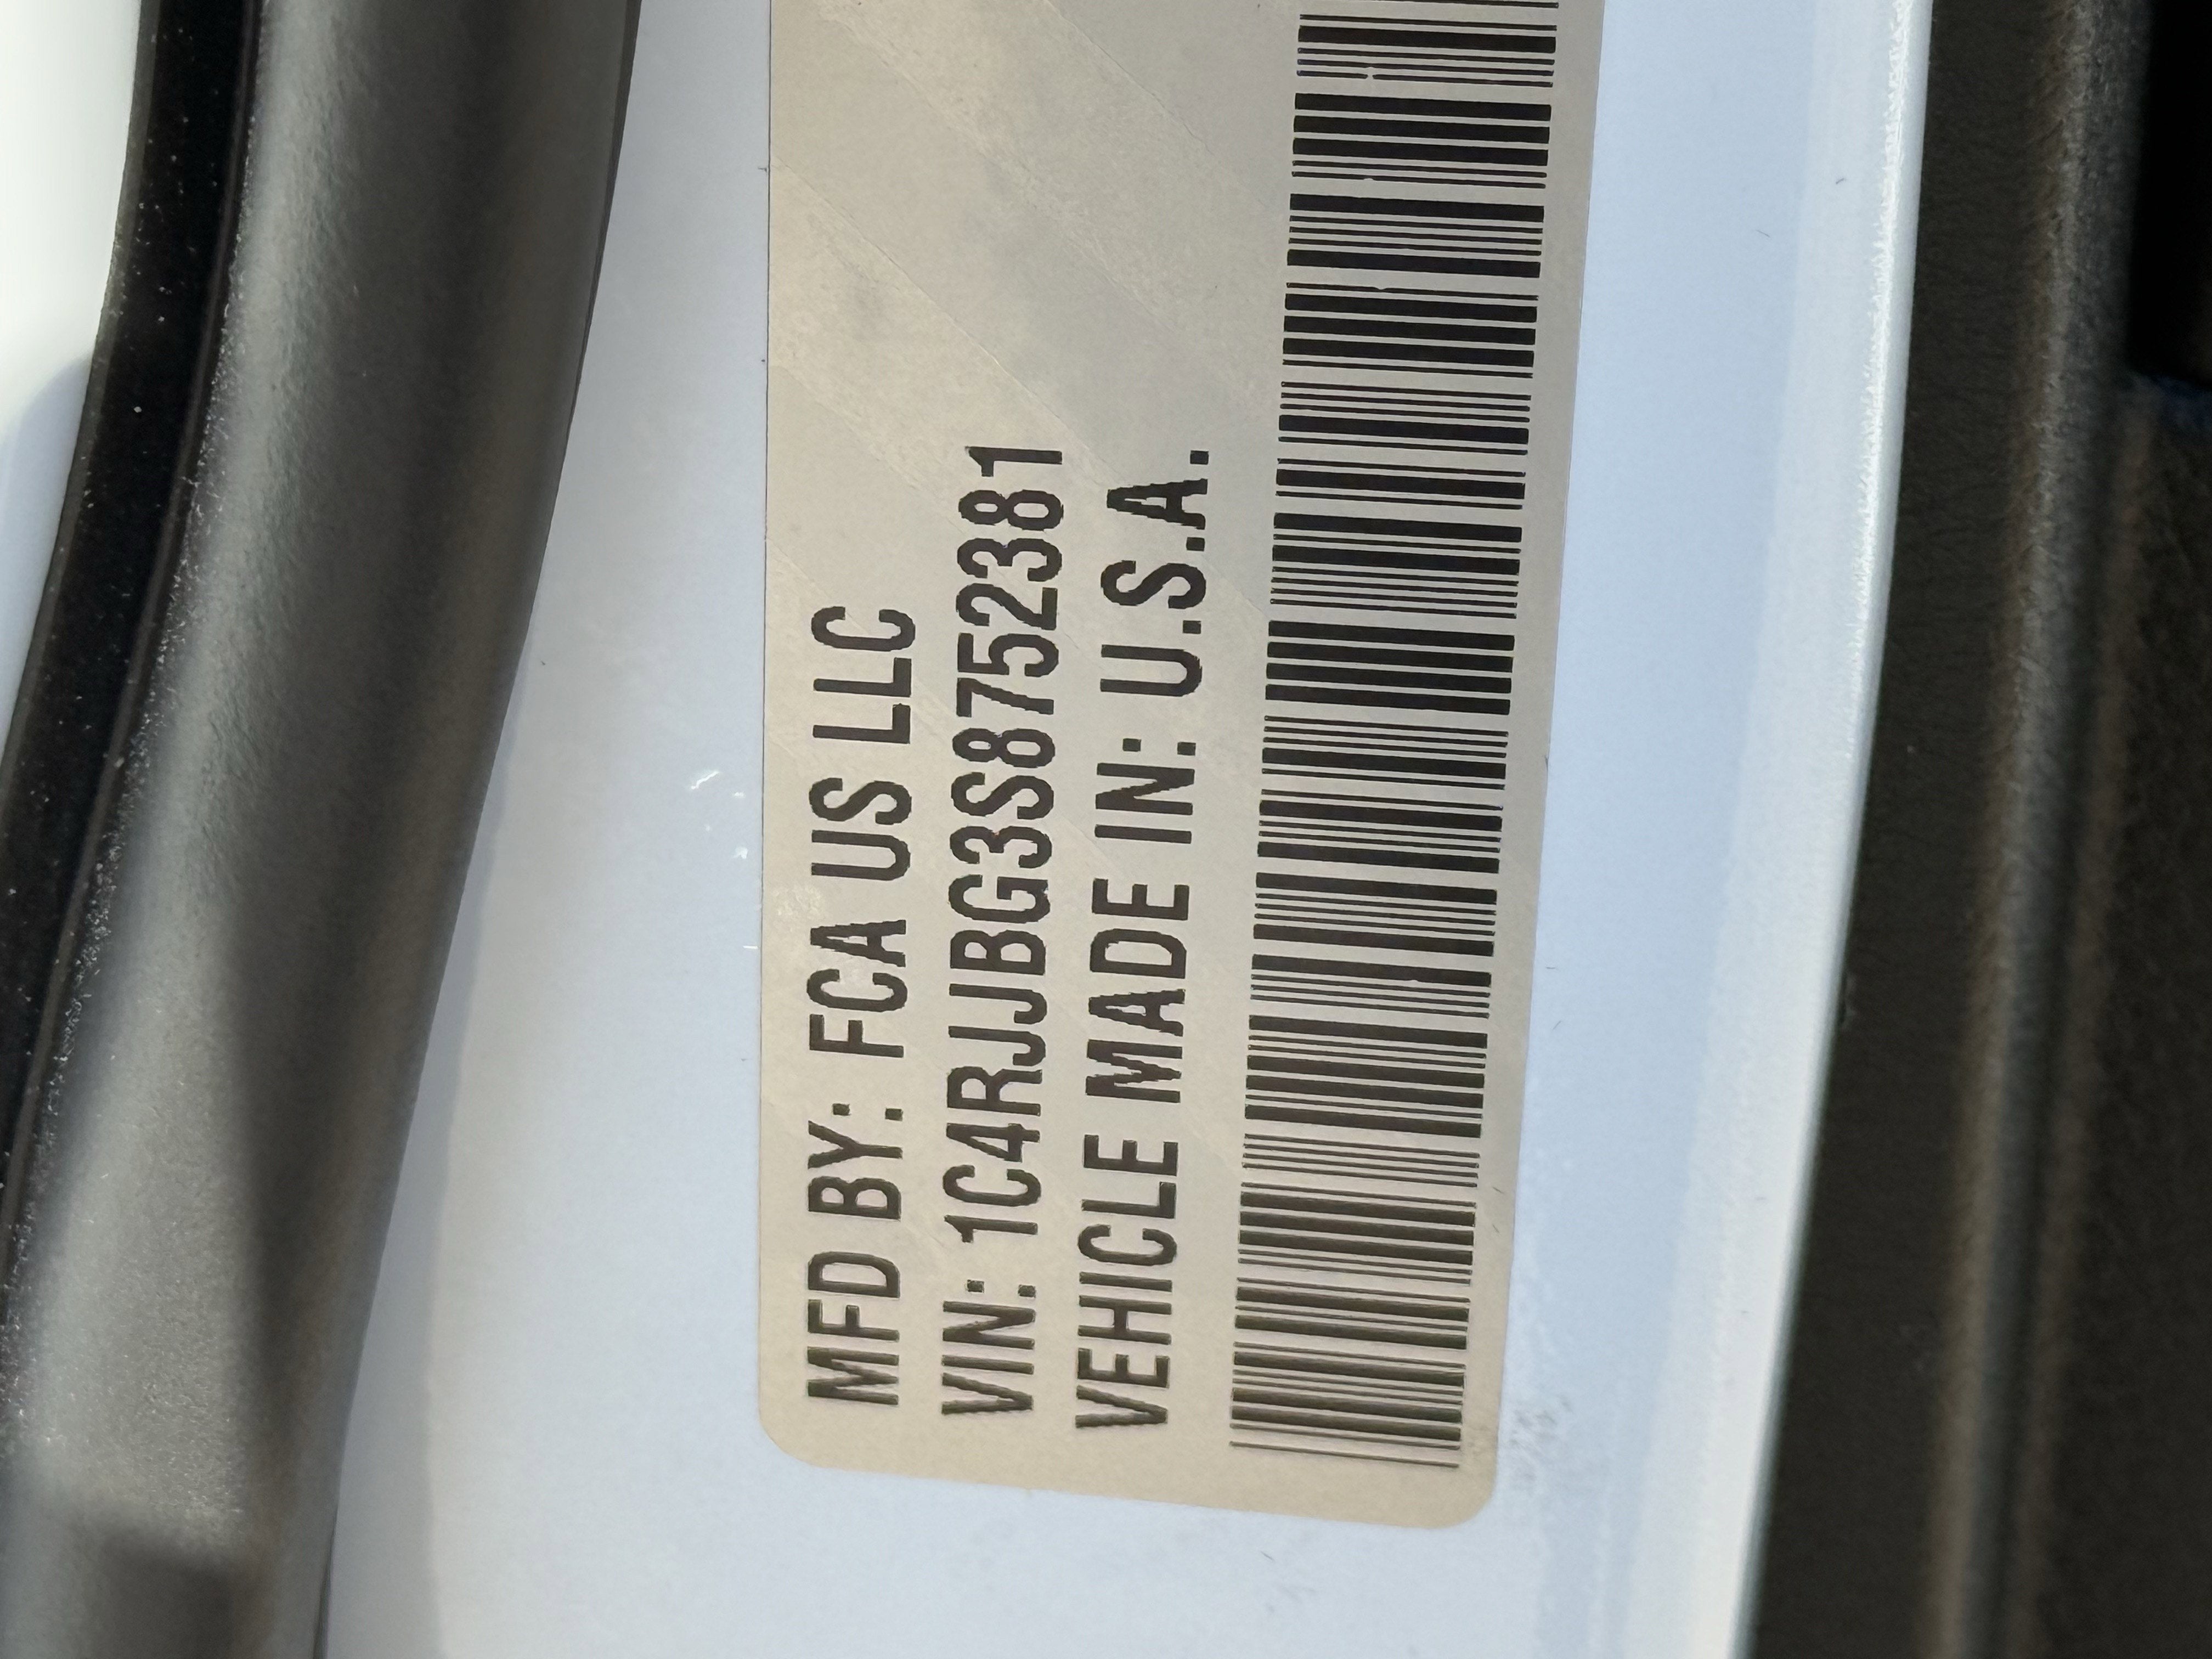 MFD BY: FCA US LLC
VIN: 1C4RJJBG3S8752381
VEHICLE MADE IN: U.S.A.